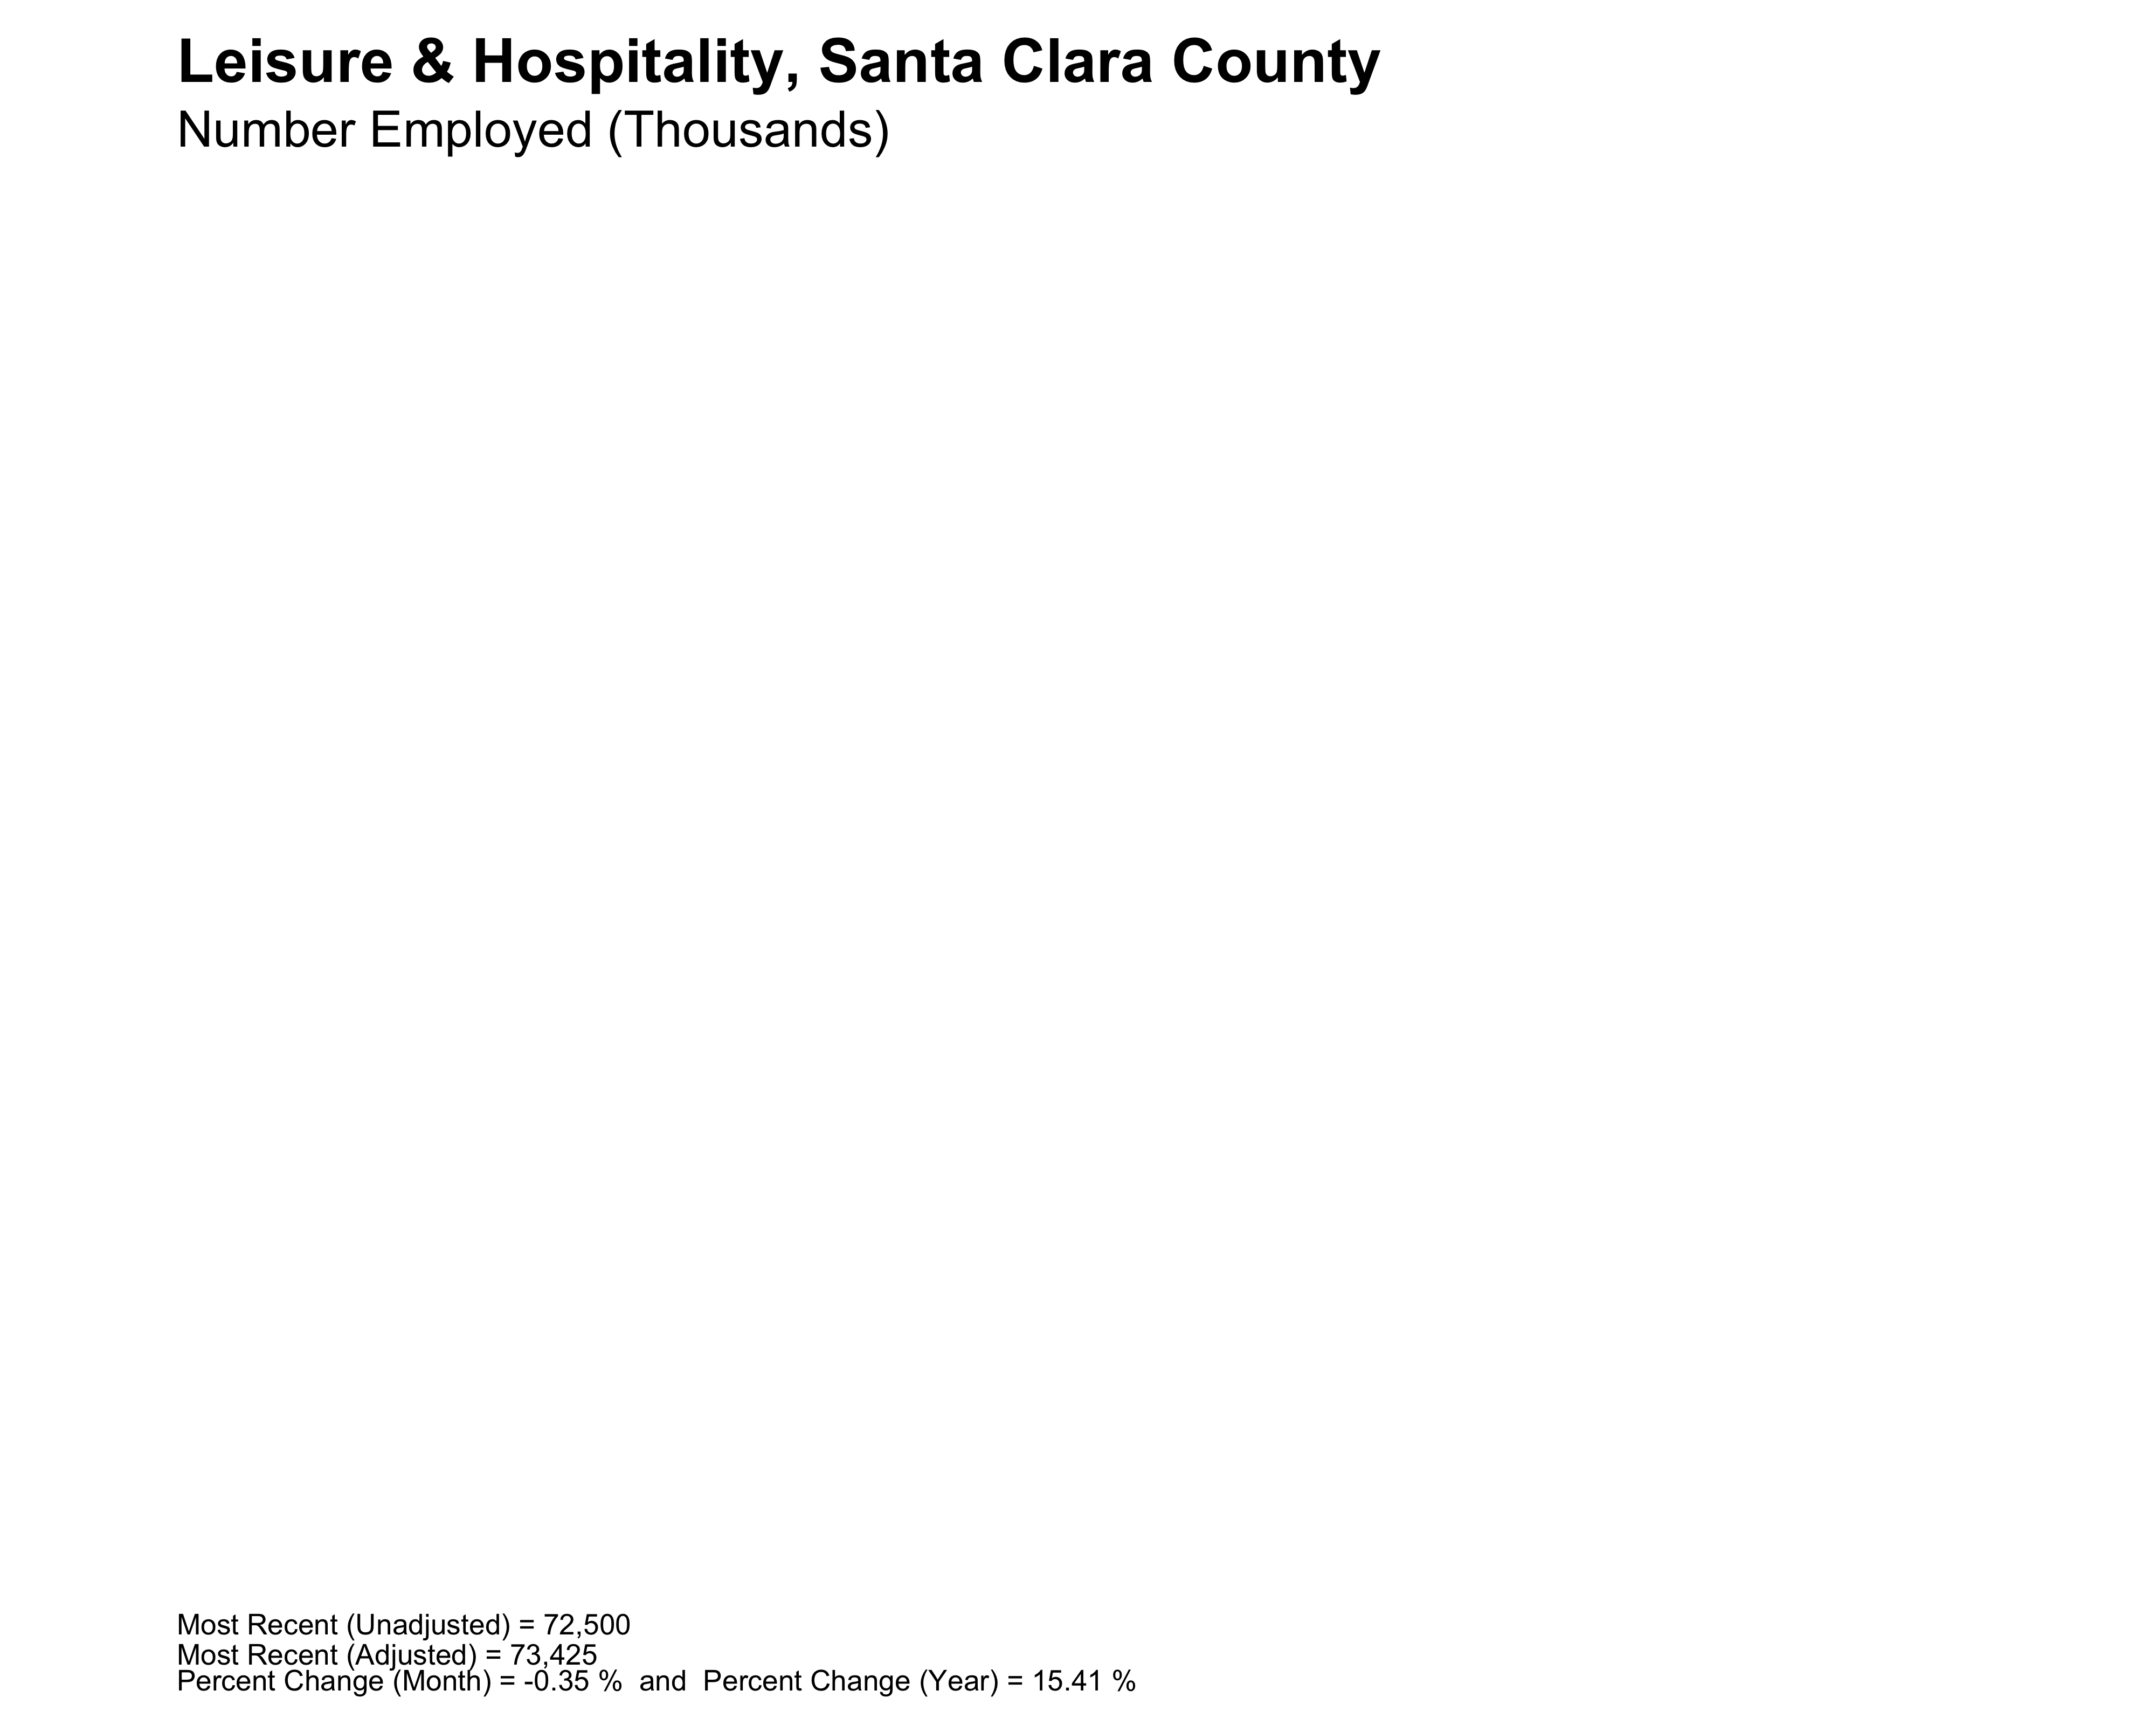 Leisure & Hospitality, Santa Clara County
Number Employed (Thousands)
Most Recent (Unadjusted) = 72,500
Most Recent (Adjusted) = 73,425
Percent Change (Month) = -0.35 %  and  Percent Change (Year) = 15.41 %